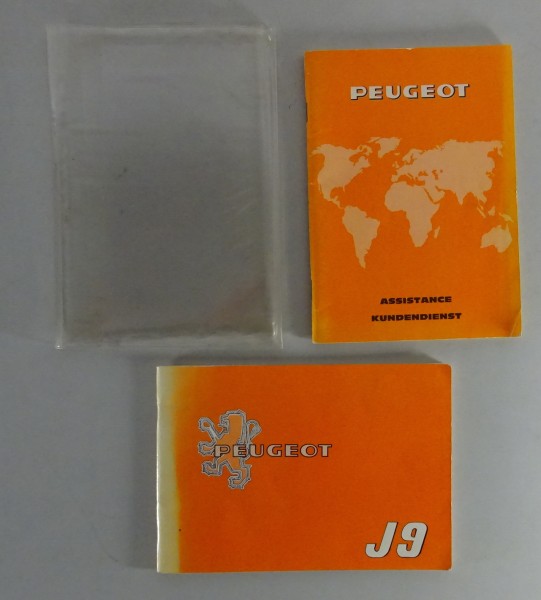 PEUGEOT
ASSISTANCE
KUNDENDIENST
PEUGEOT
J9